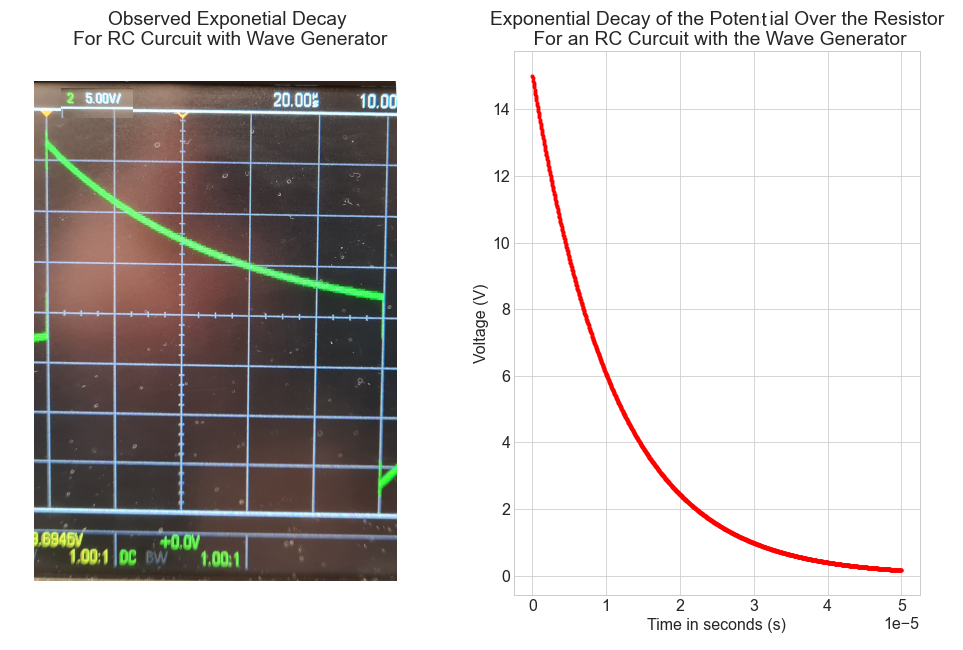 Observed Exponetial Decay
For RC Curcuit with Wave Generator
2 5.00V/ 20.00µs 10.00
9.6945V +0.0V
1.00:1 DC BW 1.00:1
Exponential Decay of the Potential Over the Resistor
For an RC Curcuit with the Wave Generator
Voltage (V)
14
12
10
8
6
4
2
0
0 1 2 3 4 5
1e−5
Time in seconds (s)